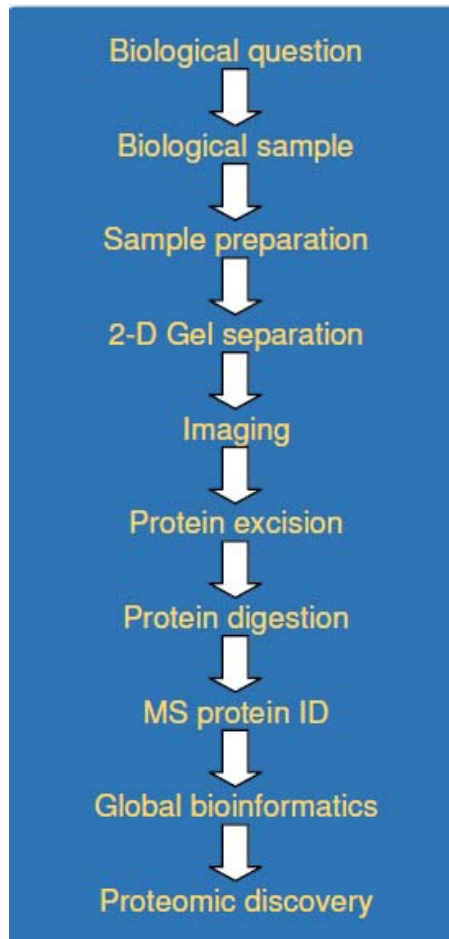 Biological question
Biological sample
Sample preparation
2-D Gel separation
Imaging
Protein excision
Protein digestion
MS protein ID
Global bioinformatics
Proteomic discovery